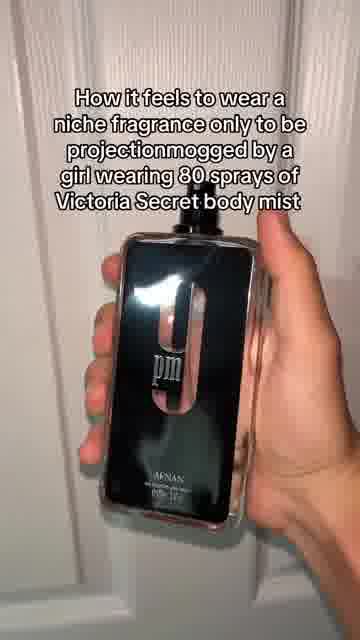 How it feels to wear a
niche fragrance only to be
projectionmogged by a
girl wearing 80 sprays of
Victoria Secret body mist
9
pm
AFNAN